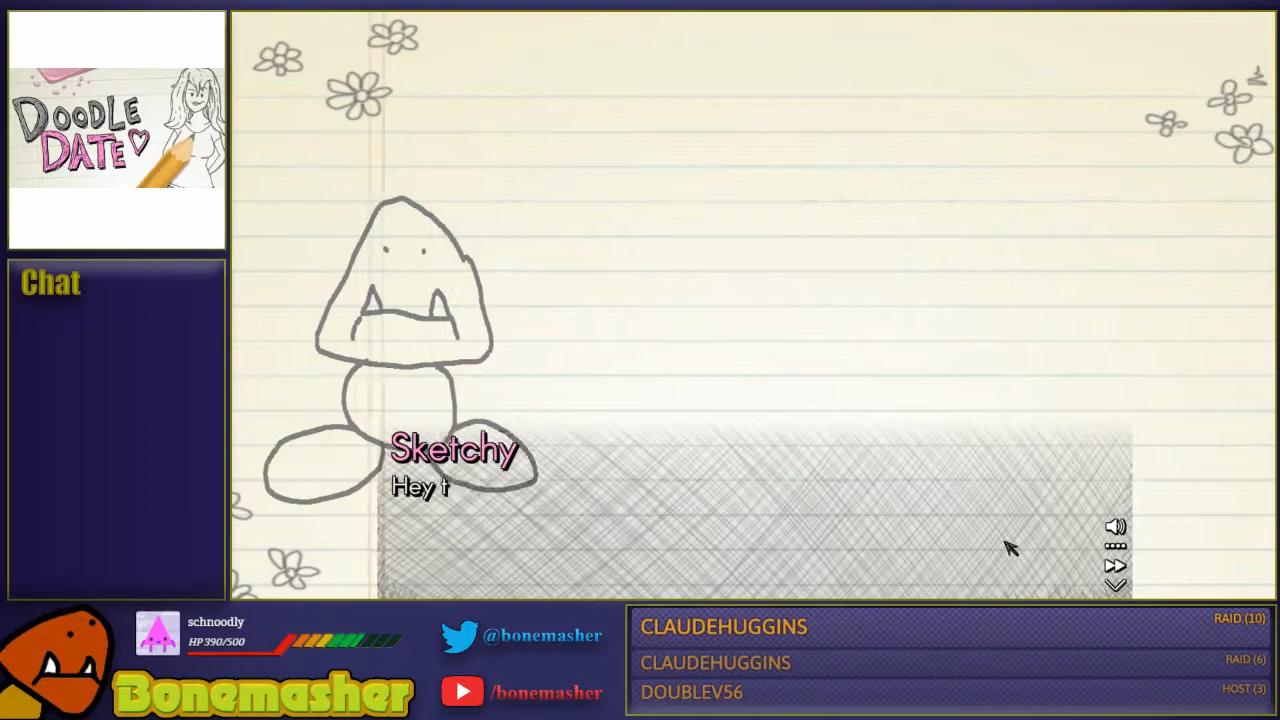 DOODLE
DATE
Chat
Sketchy
Hey t
schnoodly
HP 390/500
@bonemasher
/bonemasher
Bonemasher
CLAUDEHUGGINS RAID (10)
CLAUDEHUGGINS RAID (6)
DOUBLEV56 HOST (3)